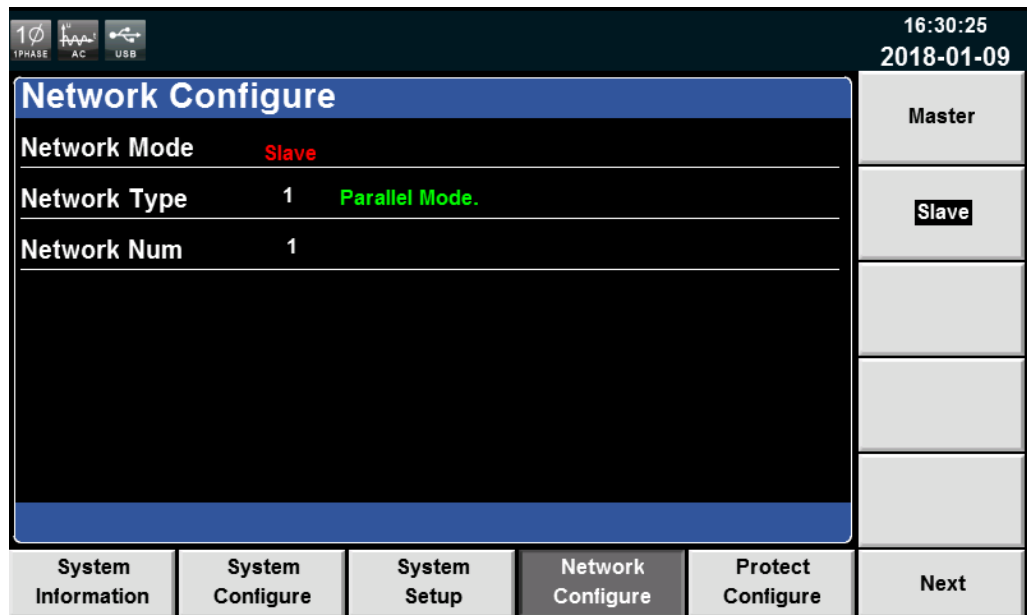 1Ø
1PHASE
U
t
AC
USB
16:30:25
2018-01-09
Network Configure
Network Mode Slave
Network Type 1 Parallel Mode.
Network Num 1
Master
Slave
System
Information
System
Configure
System
Setup
Network
Configure
Protect
Configure
Next